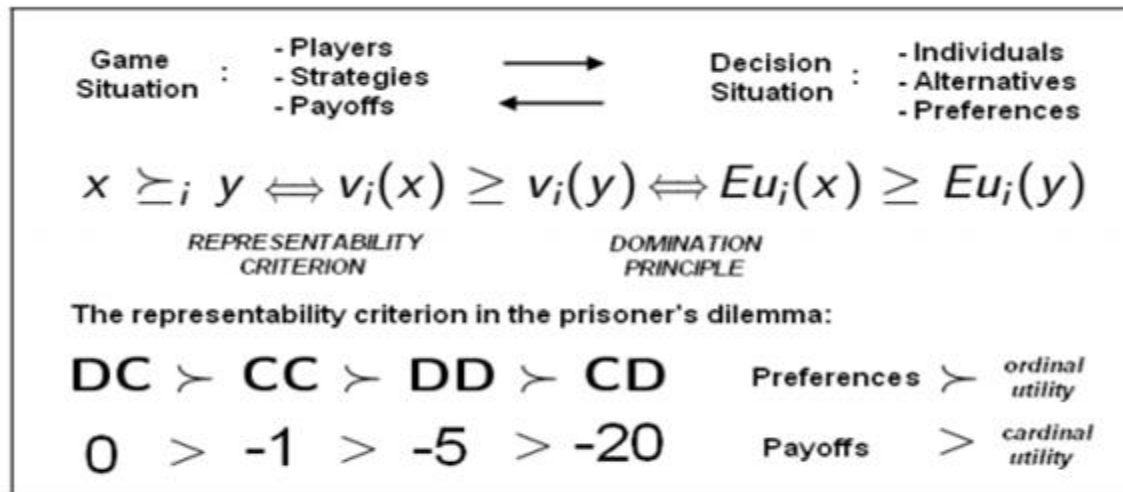 Game Situation : - Players - Strategies - Payoffs
Decision Situation : - Individuals - Alternatives - Preferences
x ⪰ᵢ y ⟺ vᵢ(x) ≥ vᵢ(y) ⟺ Euᵢ(x) ≥ Euᵢ(y)
REPRESENTABILITY CRITERION
DOMINATION PRINCIPLE
The representability criterion in the prisoner's dilemma:
DC ≻ CC ≻ DD ≻ CD Preferences ≻ ordinal utility
0 > -1 > -5 > -20 Payoffs > cardinal utility